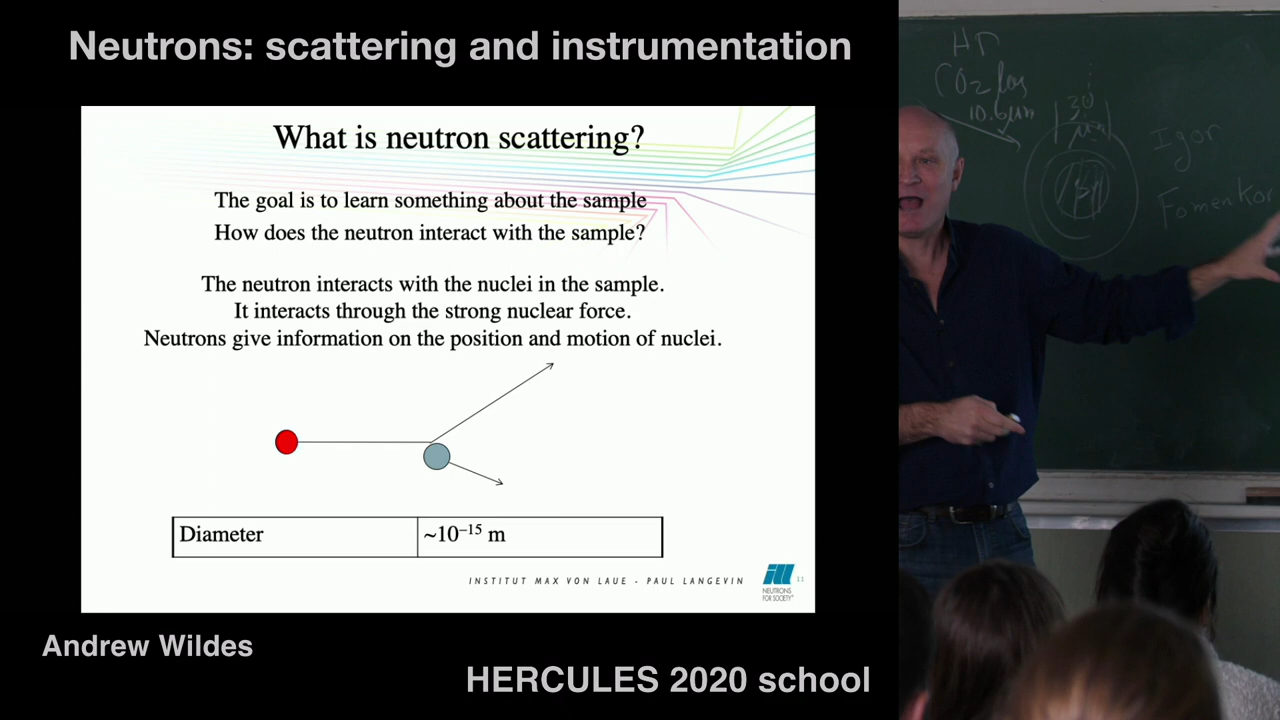 Neutrons: scattering and instrumentation
What is neutron scattering?
The goal is to learn something about the sample
How does the neutron interact with the sample?
The neutron interacts with the nuclei in the sample.
It interacts through the strong nuclear force.
Neutrons give information on the position and motion of nuclei.
Diameter ~10⁻¹⁵ m
INSTITUT MAX VON LAUE - PAUL LANGEVIN
ill
NEUTRONS
FOR SOCIETY
11
Andrew Wildes
HERCULES 2020 school
CO2
10.6μm
30
Igor
Fomenkov